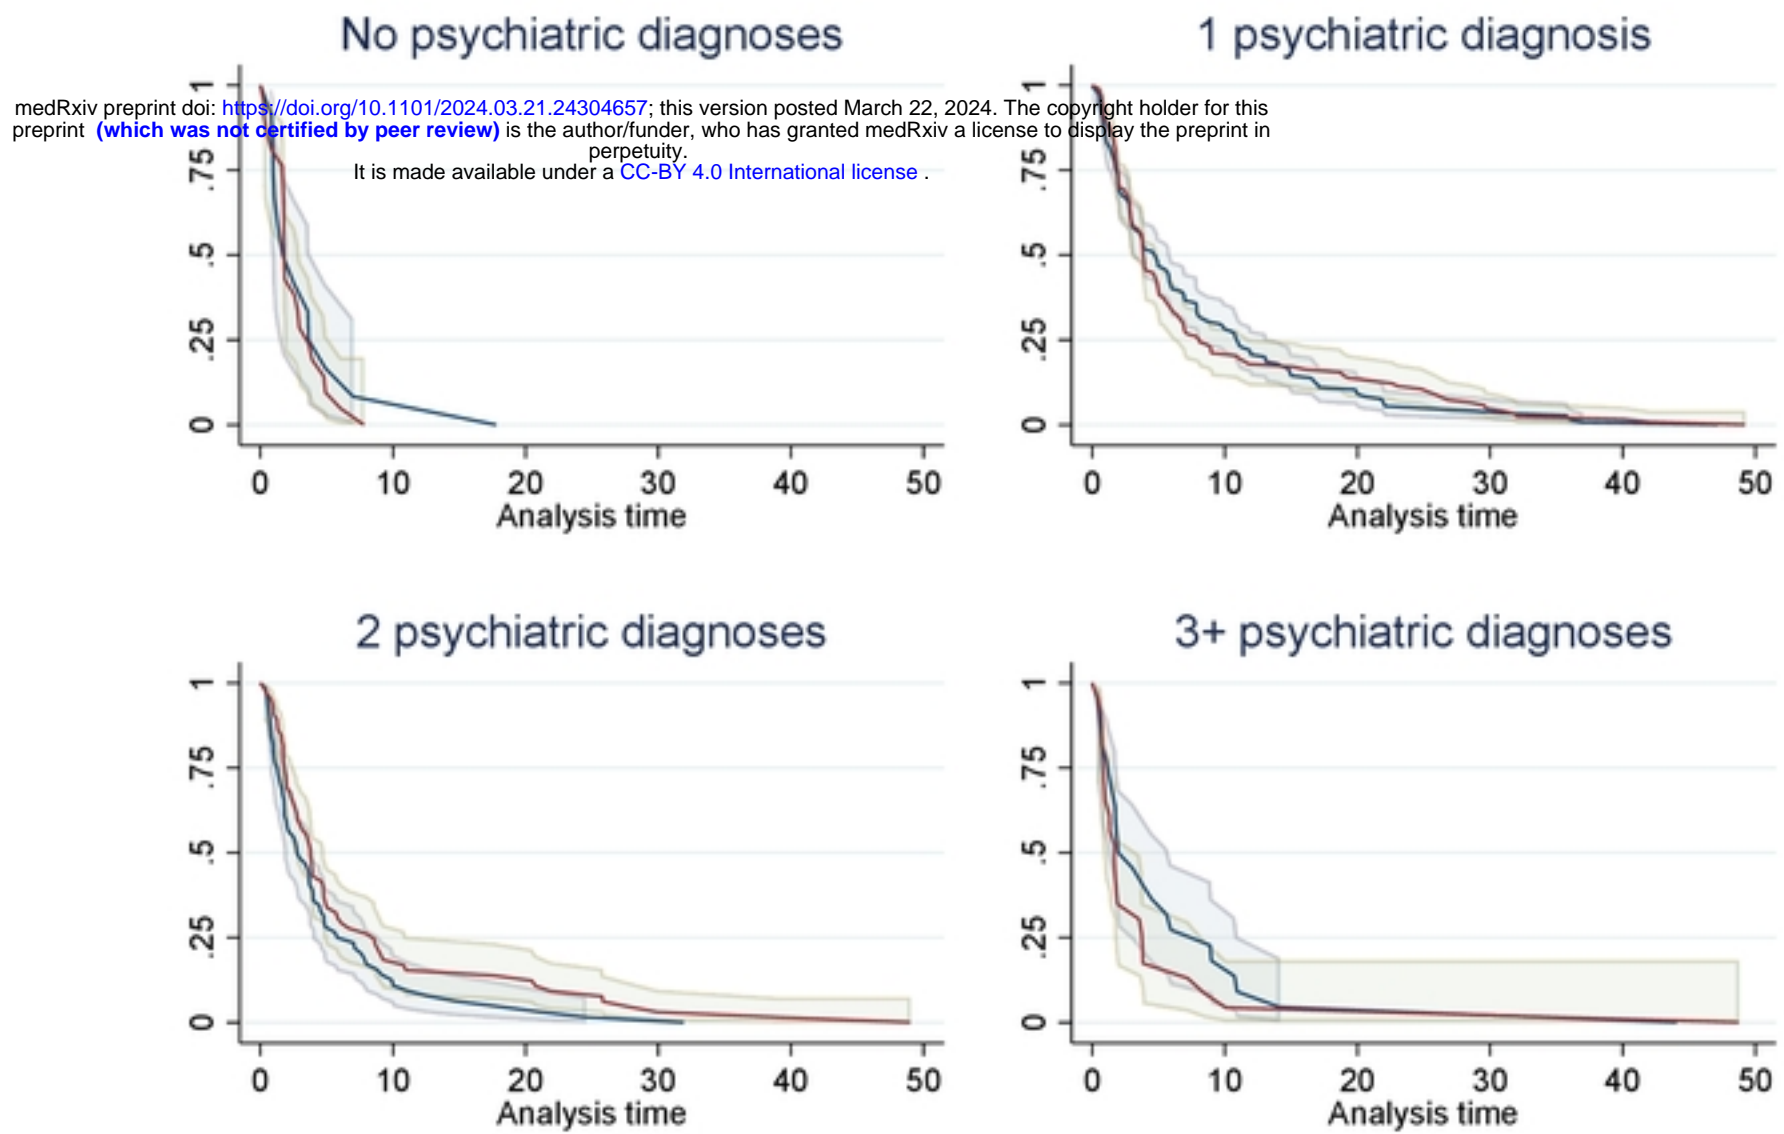 No psychiatric diagnoses
1 psychiatric diagnosis
medRxiv preprint doi: https://doi.org/10.1101/2024.03.21.24304657; this version posted March 22, 2024. The copyright holder for this
preprint (which was not certified by peer review) is the author/funder, who has granted medRxiv a license to display the preprint in
perpetuity.
It is made available under a CC-BY 4.0 International license .
1
.75
.5
.25
0
0 10 20 30 40 50
Analysis time
1
.75
.5
.25
0
0 10 20 30 40 50
Analysis time
2 psychiatric diagnoses
1
.75
.5
.25
0
0 10 20 30 40 50
Analysis time
3+ psychiatric diagnoses
1
.75
.5
.25
0
0 10 20 30 40 50
Analysis time